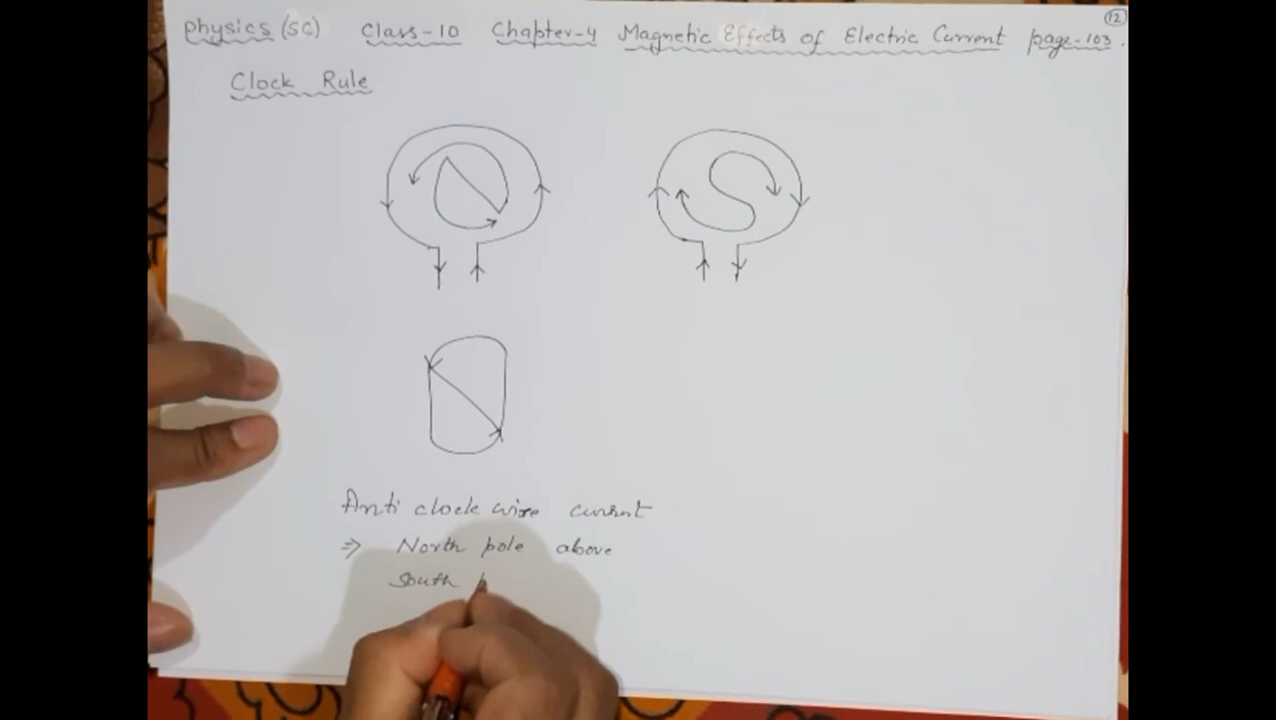 12
Physics (SC) Class-10 Chapter-4 Magnetic Effects of Electric Current page-103.
Clock Rule
N
S
Anti clock wise current
⇒ North pole above
South p